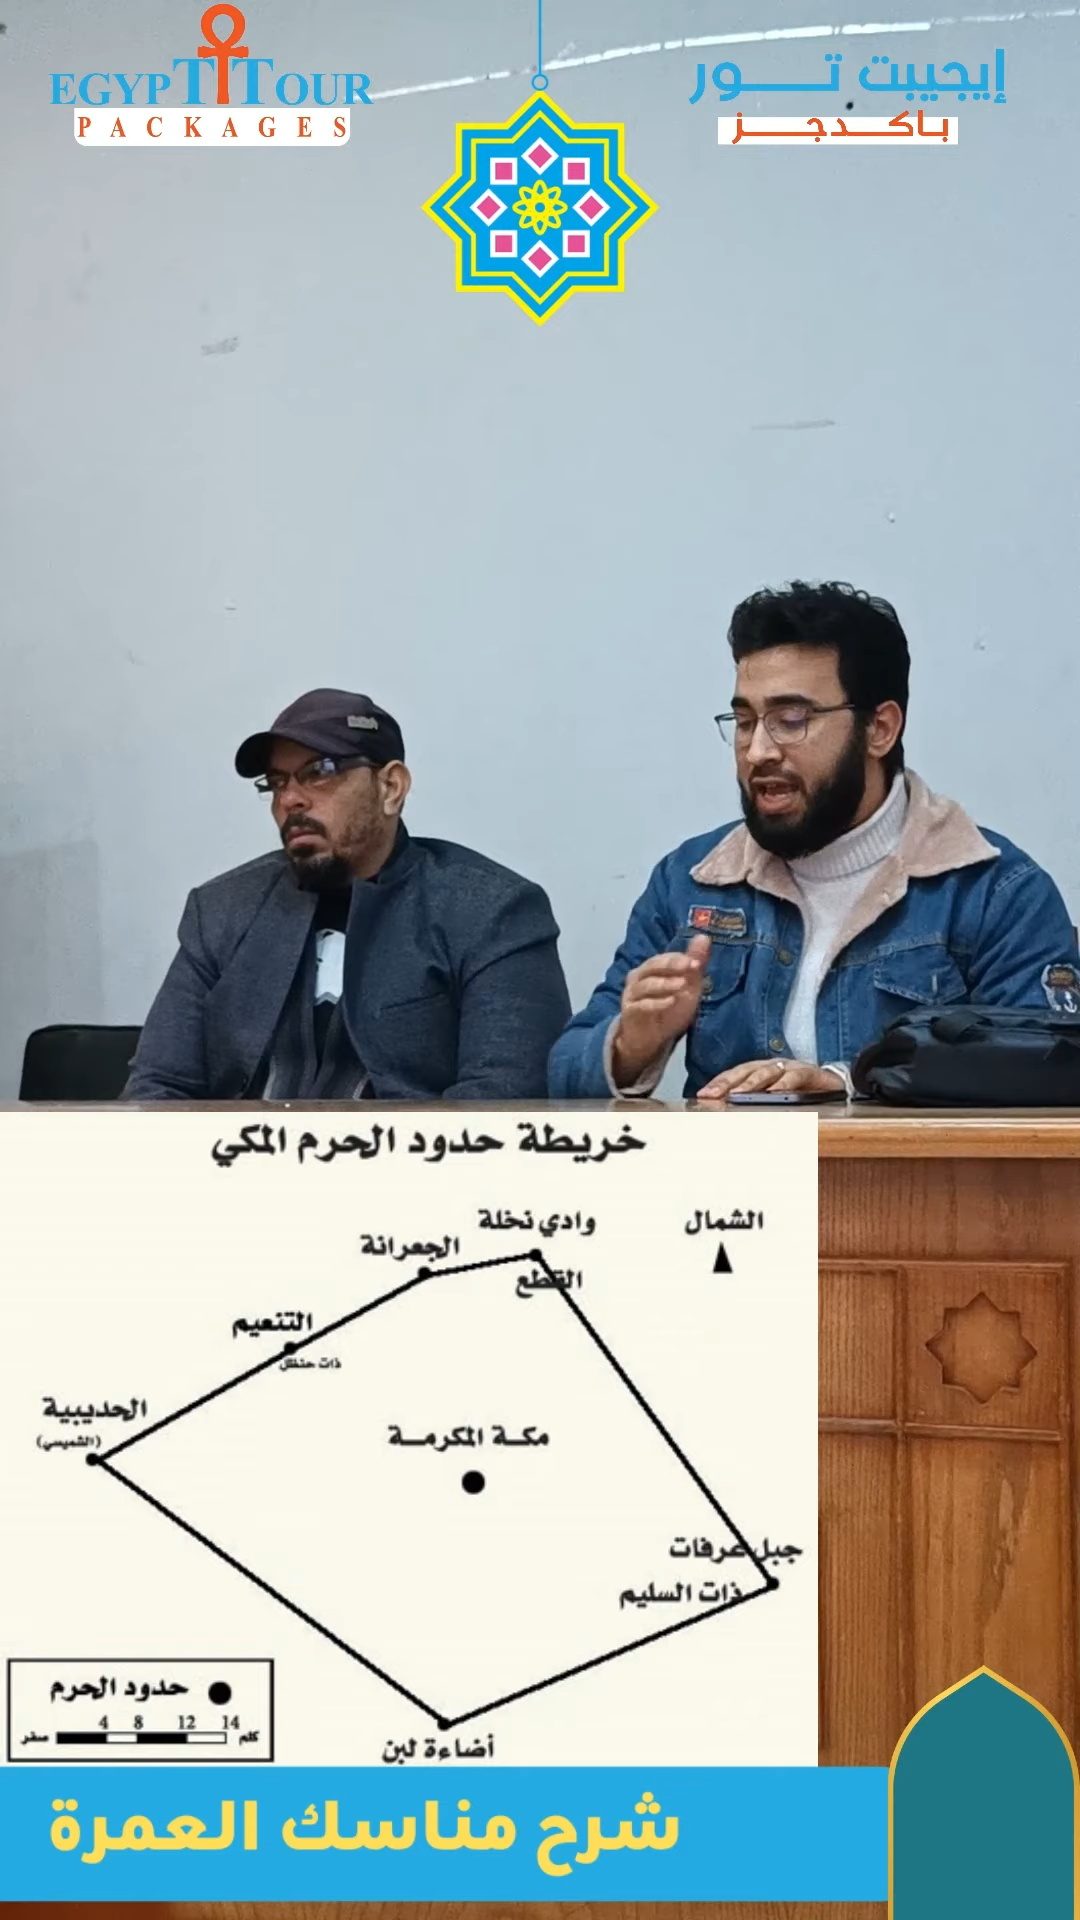 EGYPT TOUR
PACKAGES
إيجيبت تـــور
باكـــدجـــز
خريطة حدود الحرم المكي
وادي نخلة
الشمال
الجعرانة
القطع
التنعيم
ذات حنظل
الحديبية
(الشميسي)
مكـة المكرمـة
جبل عرفات
ذات السليم
حدود الحرم
4 8 12 14
صفر
كلم
أضاءة لبن
شرح مناسك العمرة